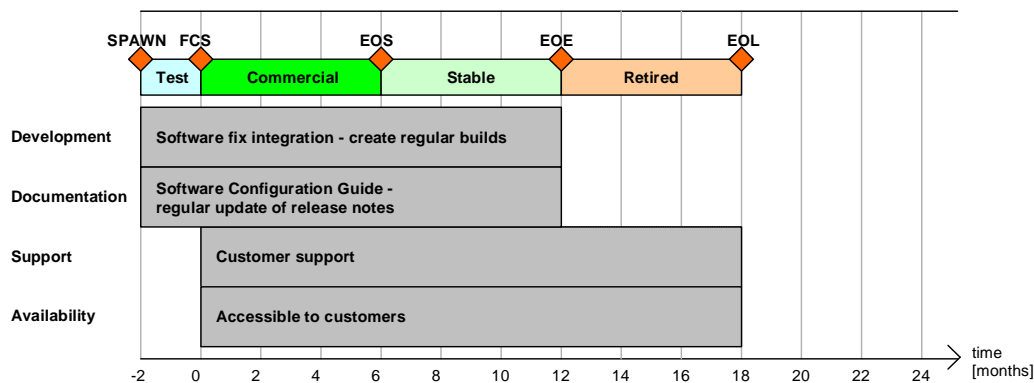 SPAWN FCS EOS EOE EOL
Test Commercial Stable Retired
Development Software fix integration - create regular builds
Documentation Software Configuration Guide -
regular update of release notes
Support Customer support
Availability Accessible to customers
time
[months]
-2 0 2 4 6 8 10 12 14 16 18 20 22 24